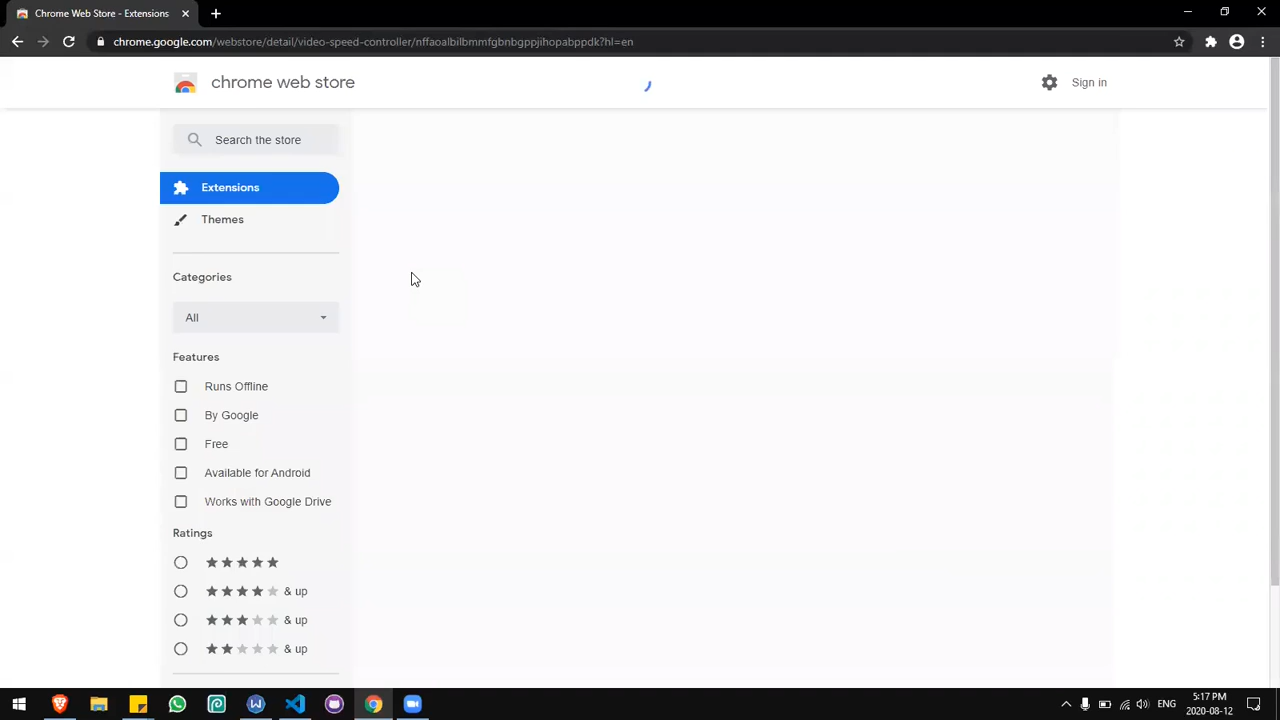 Chrome Web Store - Extensions
chrome.google.com/webstore/detail/video-speed-controller/nffaoalbilbmmfgbnbgppjihopabppdk?hl=en
chrome web store
Sign in
Search the store
Extensions
Themes
Categories
All
Features
Runs Offline
By Google
Free
Available for Android
Works with Google Drive
Ratings
& up
& up
& up
5:17 PM
ENG
2020-08-12